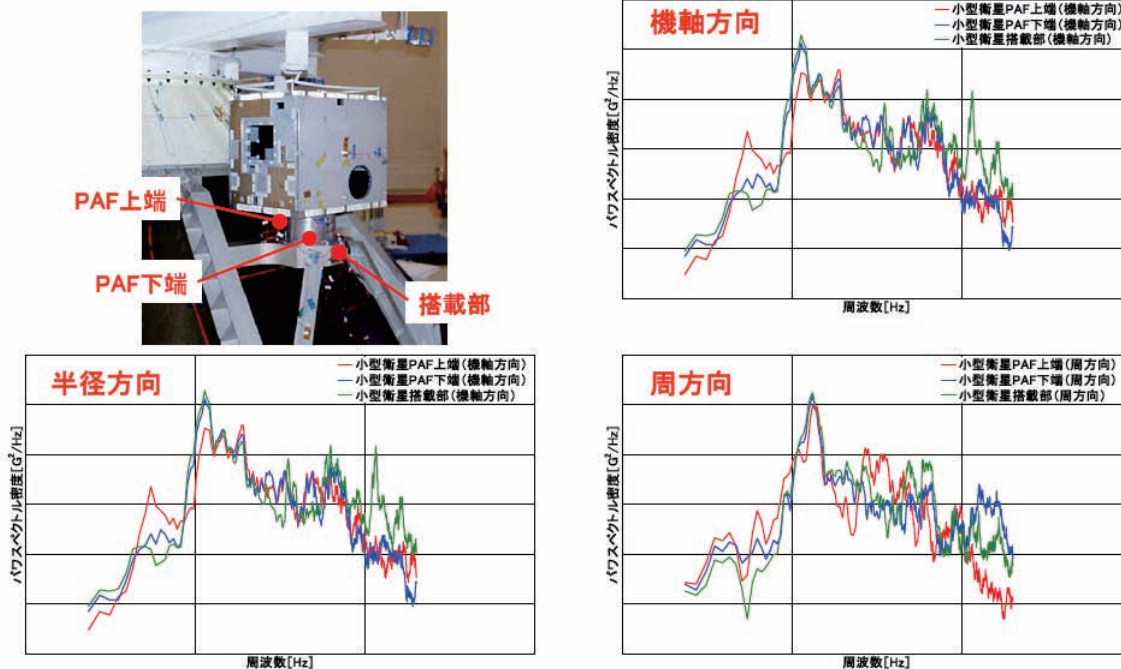 PAF上端
PAF下端
搭載部
機軸方向
小型衛星PAF上端(機軸方向)
小型衛星PAF下端(機軸方向)
小型衛星搭載部(機軸方向)
パワスペクトル密度[G²/Hz]
周波数[Hz]
半径方向
小型衛星PAF上端(機軸方向)
小型衛星PAF下端(機軸方向)
小型衛星搭載部(機軸方向)
パワスペクトル密度[G²/Hz]
周波数[Hz]
周方向
小型衛星PAF上端(周方向)
小型衛星PAF下端(周方向)
小型衛星搭載部(周方向)
パワスペクトル密度[G²/Hz]
周波数[Hz]